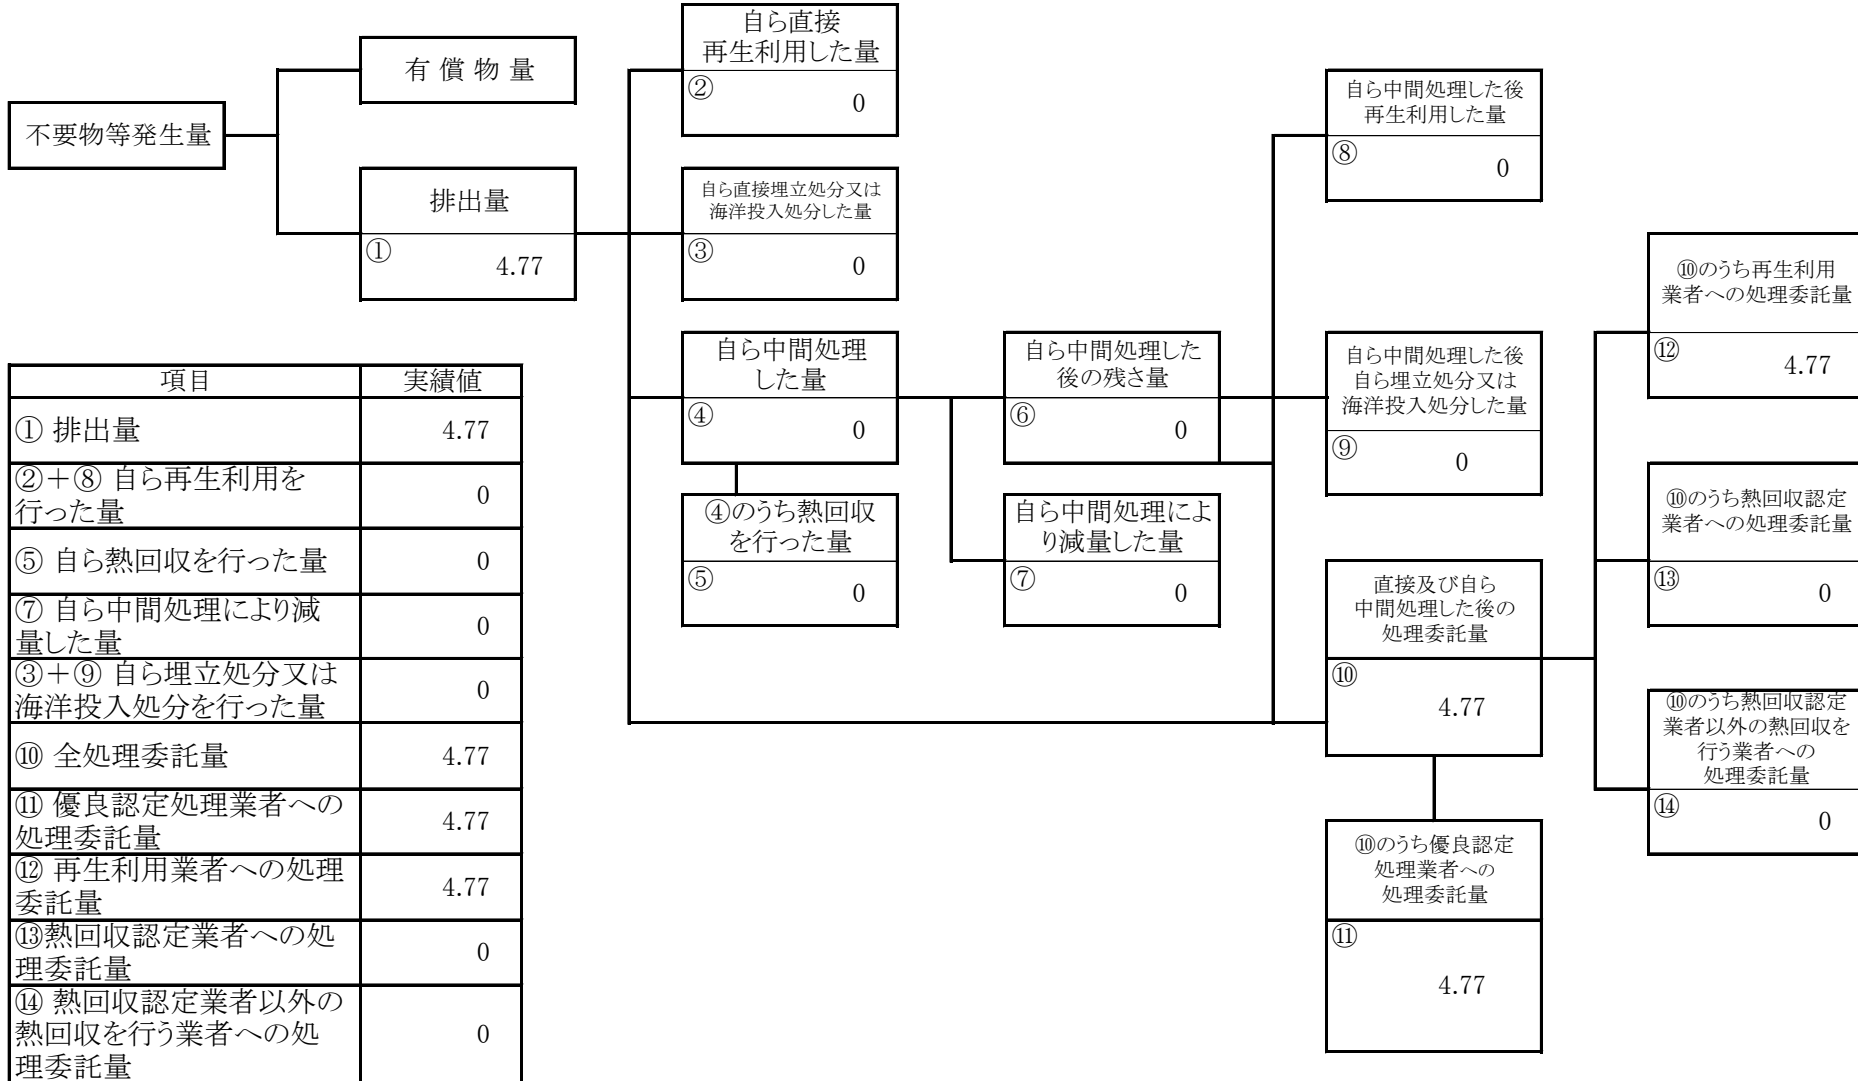 不要物等発生量
有償物量
排出量
①
4.77
自ら直接
再生利用した量
②
0
自ら直接埋立処分又は
海洋投入処分した量
③
0
自ら中間処理
した量
④
0
④のうち熱回収
を行った量
⑤
0
自ら中間処理した
後の残さ量
⑥
0
自ら中間処理によ
り減量した量
⑦
0
自ら中間処理した後
再生利用した量
⑧
0
自ら中間処理した後
自ら埋立処分又は
海洋投入処分した量
⑨
0
直接及び自ら
中間処理した後の
処理委託量
⑩
4.77
⑩のうち優良認定
処理業者への
処理委託量
⑪
4.77
⑩のうち再生利用
業者への処理委託量
⑫
4.77
⑩のうち熱回収認定
業者への処理委託量
⑬
0
⑩のうち熱回収認定
業者以外の熱回収を
行う業者への
処理委託量
⑭
0
項目 実績値
① 排出量 4.77
②+⑧ 自ら再生利用を
行った量 0
⑤ 自ら熱回収を行った量 0
⑦ 自ら中間処理により減
量した量 0
③+⑨ 自ら埋立処分又は
海洋投入処分を行った量 0
⑩ 全処理委託量 4.77
⑪ 優良認定処理業者への
処理委託量 4.77
⑫ 再生利用業者への処理
委託量 4.77
⑬熱回収認定業者への処
理委託量 0
⑭ 熱回収認定業者以外の
熱回収を行う業者への処
理委託量 0